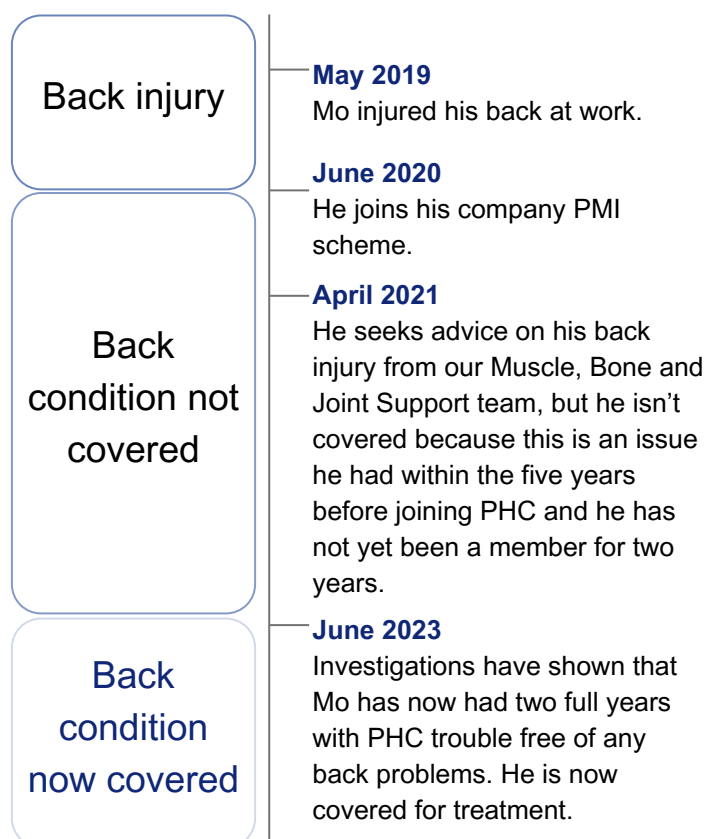 Back injury
May 2019
Mo injured his back at work.
June 2020
He joins his company PMI
scheme.
Back
condition not
covered
April 2021
He seeks advice on his back
injury from our Muscle, Bone and
Joint Support team, but he isn’t
covered because this is an issue
he had within the five years
before joining PHC and he has
not yet been a member for two
years.
Back
condition
now covered
June 2023
Investigations have shown that
Mo has now had two full years
with PHC trouble free of any
back problems. He is now
covered for treatment.